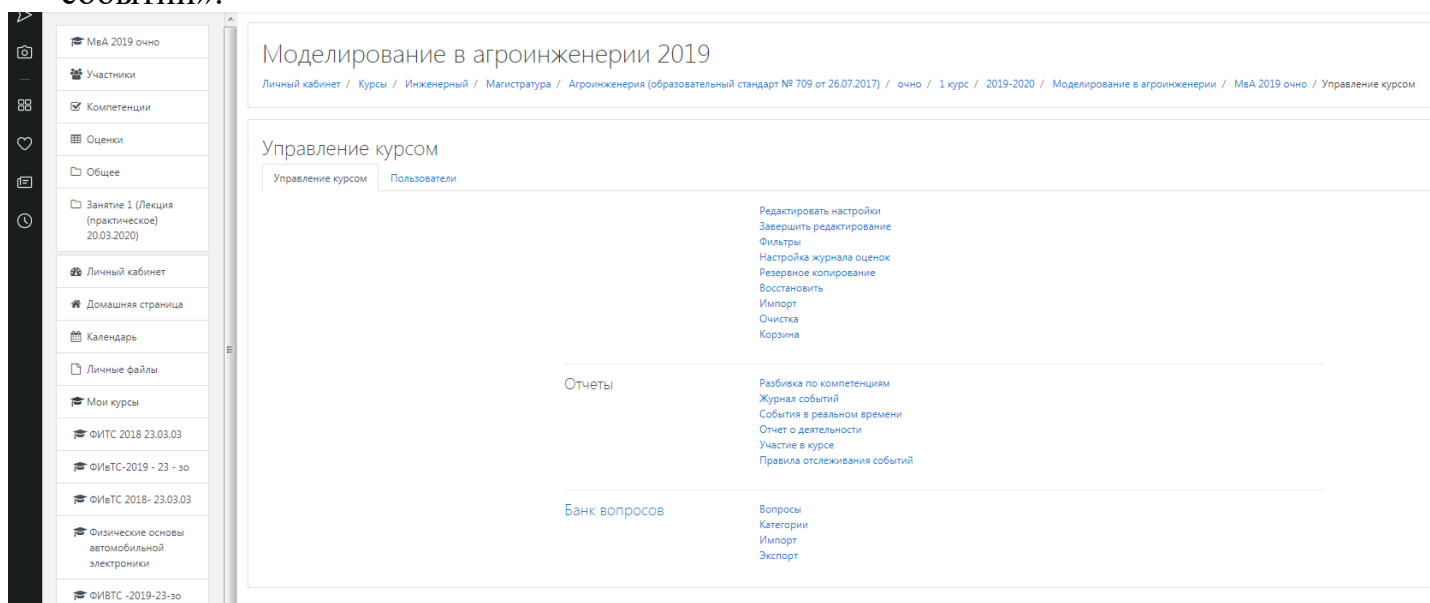 событий».
МвА 2019 очно
Участники
Компетенции
Оценки
Общее
Занятие 1 (Лекция
(практическое)
20.03.2020)
Личный кабинет
Домашняя страница
Календарь
Личные файлы
Мои курсы
ФИТС 2018 23.03.03
ФИвТС-2019 - 23 - зо
ФИвТС 2018- 23.03.03
Физические основы
автомобильной
электроники
ФИВТС -2019-23-зо
Моделирование в агроинженерии 2019
Личный кабинет / Курсы / Инженерный / Магистратура / Агроинженерия (образовательный стандарт № 709 от 26.07.2017) / очно / 1 курс / 2019-2020 / Моделирование в агроинженерии / МвА 2019 очно / Управление курсом
Управление курсом
Управление курсом Пользователи
Редактировать настройки
Завершить редактирование
Фильтры
Настройка журнала оценок
Резервное копирование
Восстановить
Импорт
Очистка
Корзина
Отчеты
Разбивка по компетенциям
Журнал событий
События в реальном времени
Отчет о деятельности
Участие в курсе
Правила отслеживания событий
Банк вопросов
Вопросы
Категории
Импорт
Экспорт